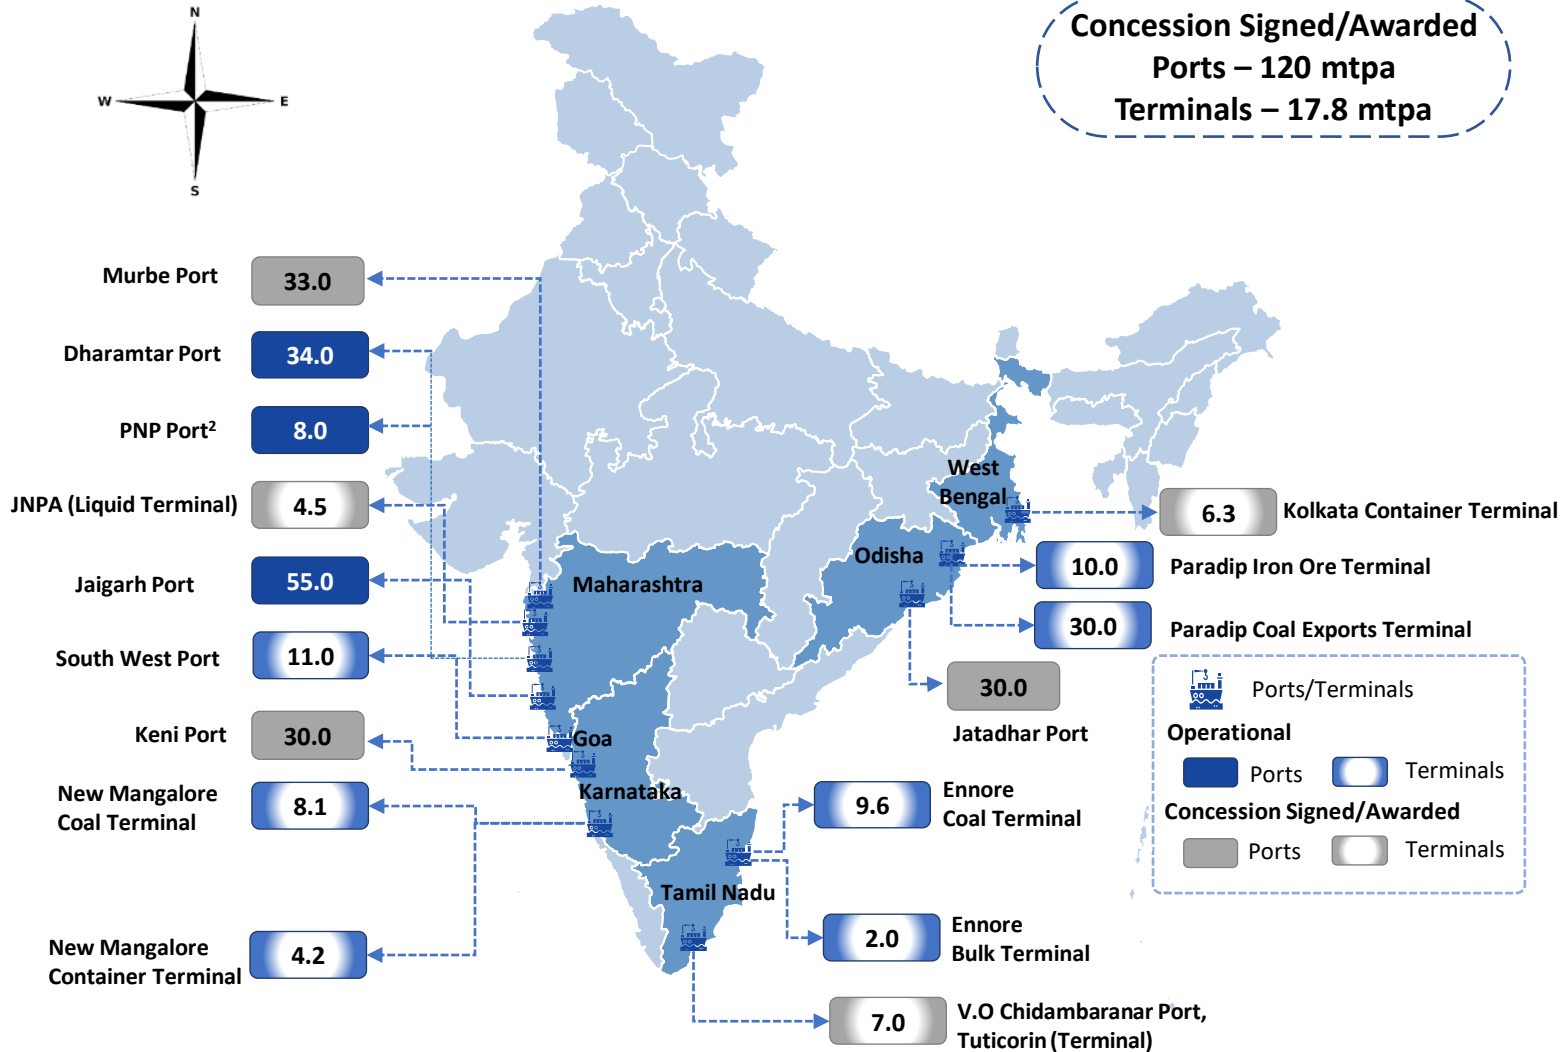 N
W
E
S
Concession Signed/Awarded
Ports – 120 mtpa
Terminals – 17.8 mtpa
Murbe Port
33.0
Dharamtar Port
34.0
PNP Port²
8.0
JNPA (Liquid Terminal)
4.5
Jaigarh Port
55.0
South West Port
11.0
Keni Port
30.0
New Mangalore
Coal Terminal
8.1
New Mangalore
Container Terminal
4.2
Maharashtra
Goa
Karnataka
Tamil Nadu
Odisha
West
Bengal
6.3
Kolkata Container Terminal
10.0
Paradip Iron Ore Terminal
30.0
Paradip Coal Exports Terminal
30.0
Jatadhar Port
9.6
Ennore
Coal Terminal
2.0
Ennore
Bulk Terminal
7.0
V.O Chidambaranar Port,
Tuticorin (Terminal)
Ports/Terminals
Operational
Ports
Terminals
Concession Signed/Awarded
Ports
Terminals